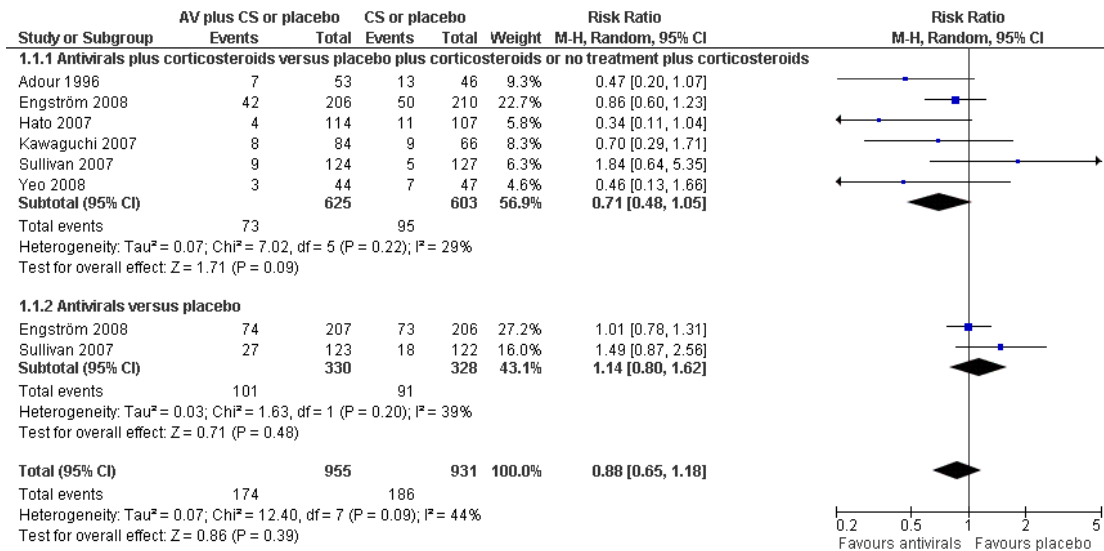 AV plus CS or placebo CS or placebo Risk Ratio Risk Ratio
Study or Subgroup Events Total Events Total Weight M-H, Random, 95% CI M-H, Random, 95% CI
1.1.1 Antivirals plus corticosteroids versus placebo plus corticosteroids or no treatment plus corticosteroids
Adour 1996 7 53 13 46 9.3% 0.47 [0.20, 1.07]
Engström 2008 42 206 50 210 22.7% 0.86 [0.60, 1.23]
Hato 2007 4 114 11 107 5.8% 0.34 [0.11, 1.04]
Kawaguchi 2007 8 84 9 66 8.3% 0.70 [0.29, 1.71]
Sullivan 2007 9 124 5 127 6.3% 1.84 [0.64, 5.35]
Yeo 2008 3 44 7 47 4.6% 0.46 [0.13, 1.66]
Subtotal (95% CI) 625 603 56.9% 0.71 [0.48, 1.05]
Total events 73 95
Heterogeneity: Tau² = 0.07; Chi² = 7.02, df = 5 (P = 0.22); I² = 29%
Test for overall effect: Z = 1.71 (P = 0.09)
1.1.2 Antivirals versus placebo
Engström 2008 74 207 73 206 27.2% 1.01 [0.78, 1.31]
Sullivan 2007 27 123 18 122 16.0% 1.49 [0.87, 2.56]
Subtotal (95% CI) 330 328 43.1% 1.14 [0.80, 1.62]
Total events 101 91
Heterogeneity: Tau² = 0.03; Chi² = 1.63, df = 1 (P = 0.20); I² = 39%
Test for overall effect: Z = 0.71 (P = 0.48)
Total (95% CI) 955 931 100.0% 0.88 [0.65, 1.18]
Total events 174 186
Heterogeneity: Tau² = 0.07; Chi² = 12.40, df = 7 (P = 0.09); I² = 44%
Test for overall effect: Z = 0.86 (P = 0.39)
0.2 0.5 1 2 5
Favours antivirals Favours placebo